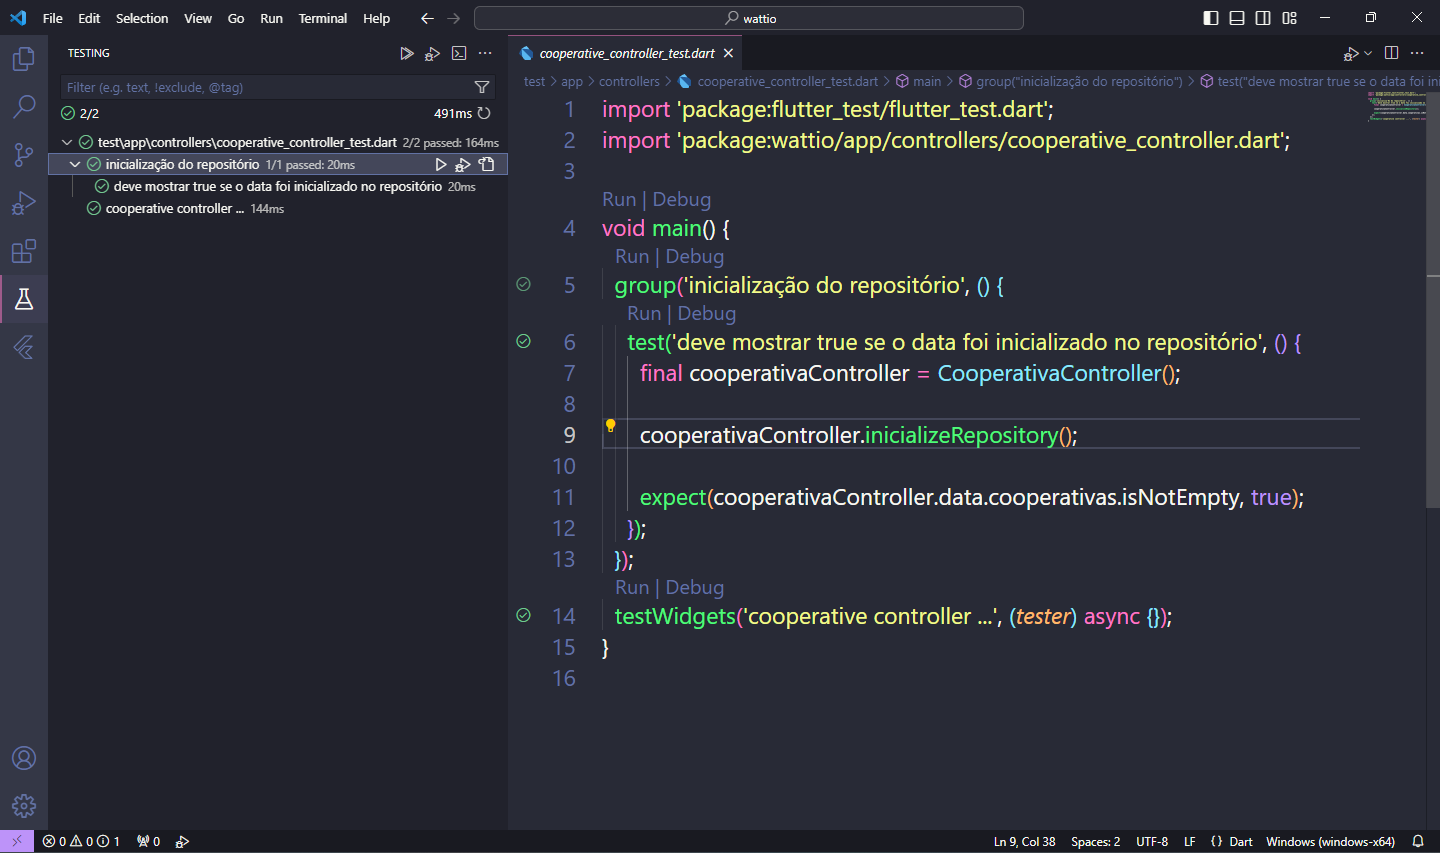 File Edit Selection View Go Run Terminal Help
wattio
TESTING
Filter (e.g. text, !exclude, @tag)
2/2
491ms
test\app\controllers\cooperative_controller_test.dart 2/2 passed: 164ms
inicialização do repositório 1/1 passed: 20ms
deve mostrar true se o data foi inicializado no repositório 20ms
cooperative controller ... 144ms
cooperative_controller_test.dart
test > app > controllers > cooperative_controller_test.dart > main > group("inicialização do repositório") > test("deve mostrar true se o data foi ini
1 import 'package:flutter_test/flutter_test.dart';
2 import 'package:wattio/app/controllers/cooperative_controller.dart';
3
Run | Debug
4 void main() {
Run | Debug
5 group('inicialização do repositório', () {
Run | Debug
6 test('deve mostrar true se o data foi inicializado no repositório', () {
7 final cooperativaController = CooperativaController();
8
9 cooperativaController.inicializeRepository();
10
11 expect(cooperativaController.data.cooperativas.isNotEmpty, true);
12 });
13 });
Run | Debug
14 testWidgets('cooperative controller ...', (tester) async {});
15 }
16
0 0 1 0
Ln 9, Col 38 Spaces: 2 UTF-8 LF {} Dart Windows (windows-x64)